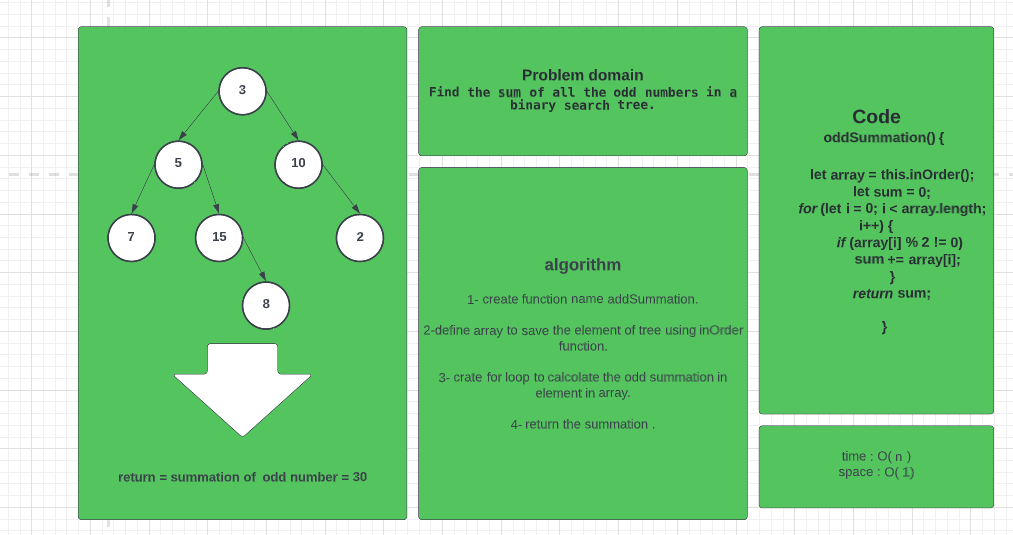 3
5
10
7
15
2
8
return = summation of odd number = 30
Problem domain
Find the sum of all the odd numbers in a
binary search tree.
algorithm
1- create function name addSummation.
2-define array to save the element of tree using inOrder
function.
3- crate for loop to calcolate the odd summation in
element in array.
4- return the summation .
Code
oddSummation() {
let array = this.inOrder();
let sum = 0;
for (let i = 0; i < array.length;
i++) {
if (array[i] % 2 != 0)
sum += array[i];
}
return sum;
}
time : O( n )
space : O( 1)